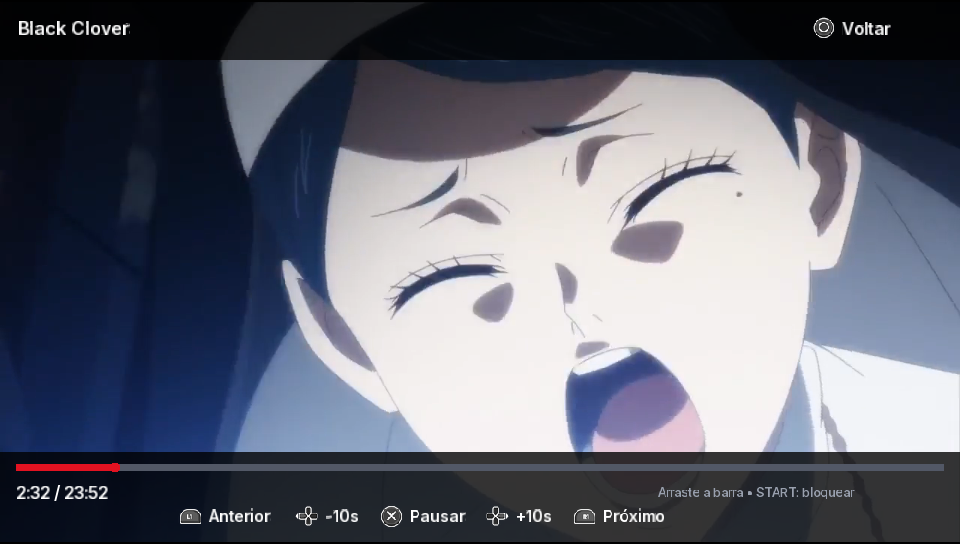 Black Clover
Voltar
2:32 / 23:52
Arraste a barra • START: bloquear
Anterior -10s Pausar +10s Próximo